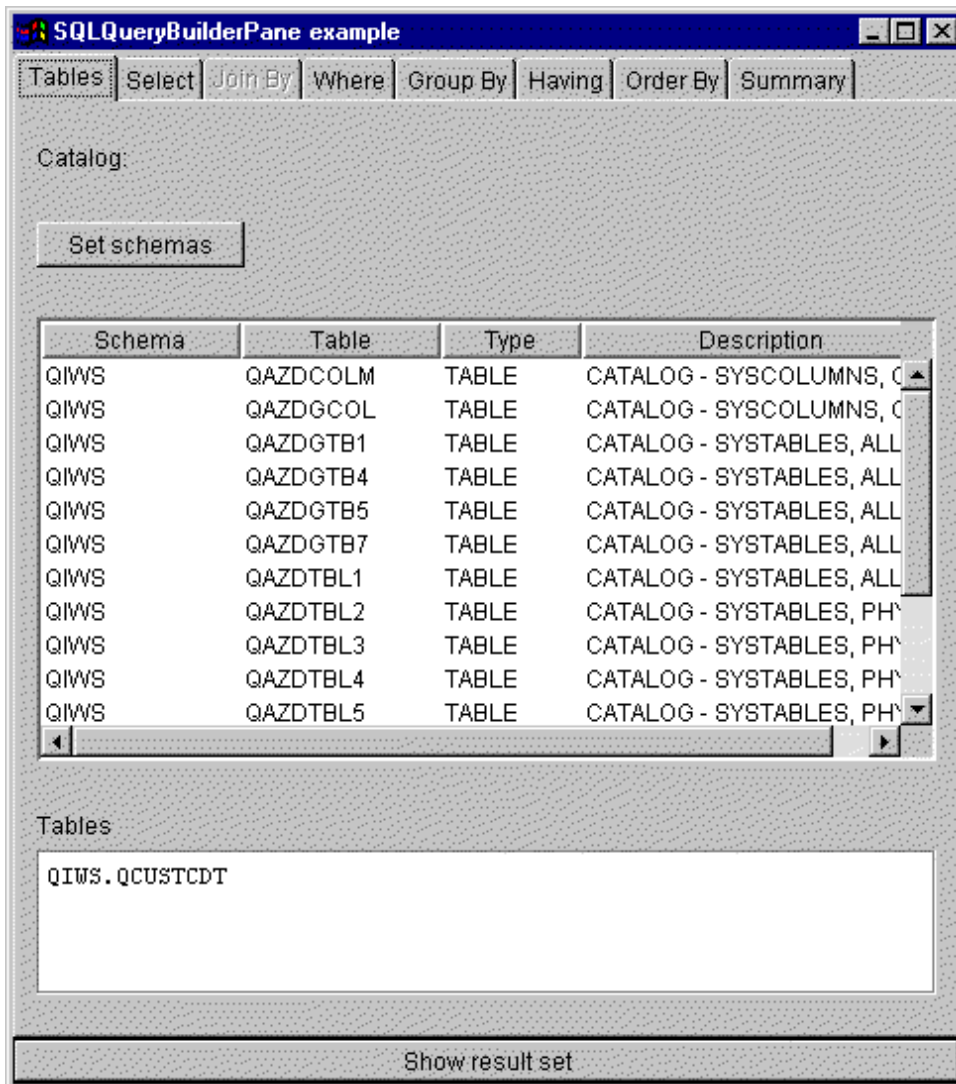 SQLQueryBuilderPane example
Tables Select Join By Where Group By Having Order By Summary
Catalog:
Set schemas
Schema Table Type Description
QIWS QAZDCOLM TABLE CATALOG - SYSCOLUMNS,
QIWS QAZDGCOL TABLE CATALOG - SYSCOLUMNS,
QIWS QAZDGTB1 TABLE CATALOG - SYSTABLES, ALL
QIWS QAZDGTB4 TABLE CATALOG - SYSTABLES, ALL
QIWS QAZDGTB5 TABLE CATALOG - SYSTABLES, ALL
QIWS QAZDGTB7 TABLE CATALOG - SYSTABLES, ALL
QIWS QAZDTBL1 TABLE CATALOG - SYSTABLES, ALL
QIWS QAZDTBL2 TABLE CATALOG - SYSTABLES, PHY
QIWS QAZDTBL3 TABLE CATALOG - SYSTABLES, PHY
QIWS QAZDTBL4 TABLE CATALOG - SYSTABLES, PHY
QIWS QAZDTBL5 TABLE CATALOG - SYSTABLES, PHY
Tables
QIWS.QCUSTCDT
Show result set